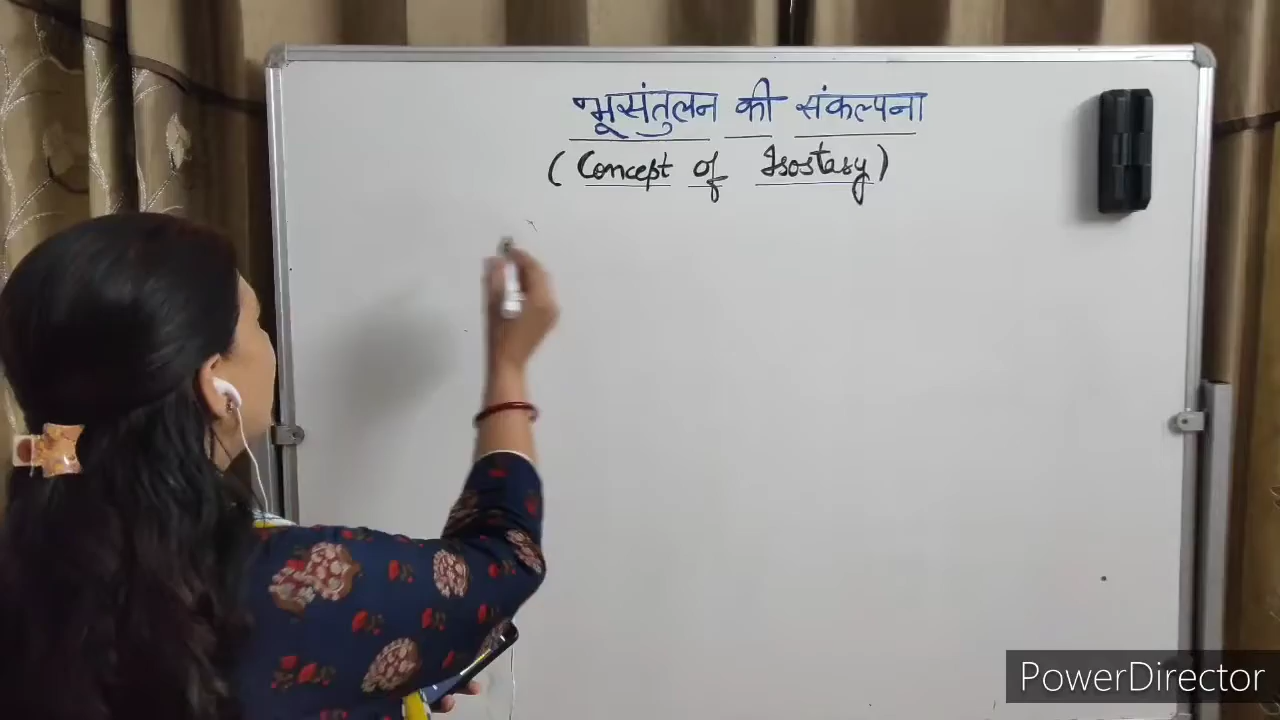 भूसंतुलन की संकल्पना
(Concept of Isostasy)
PowerDirector